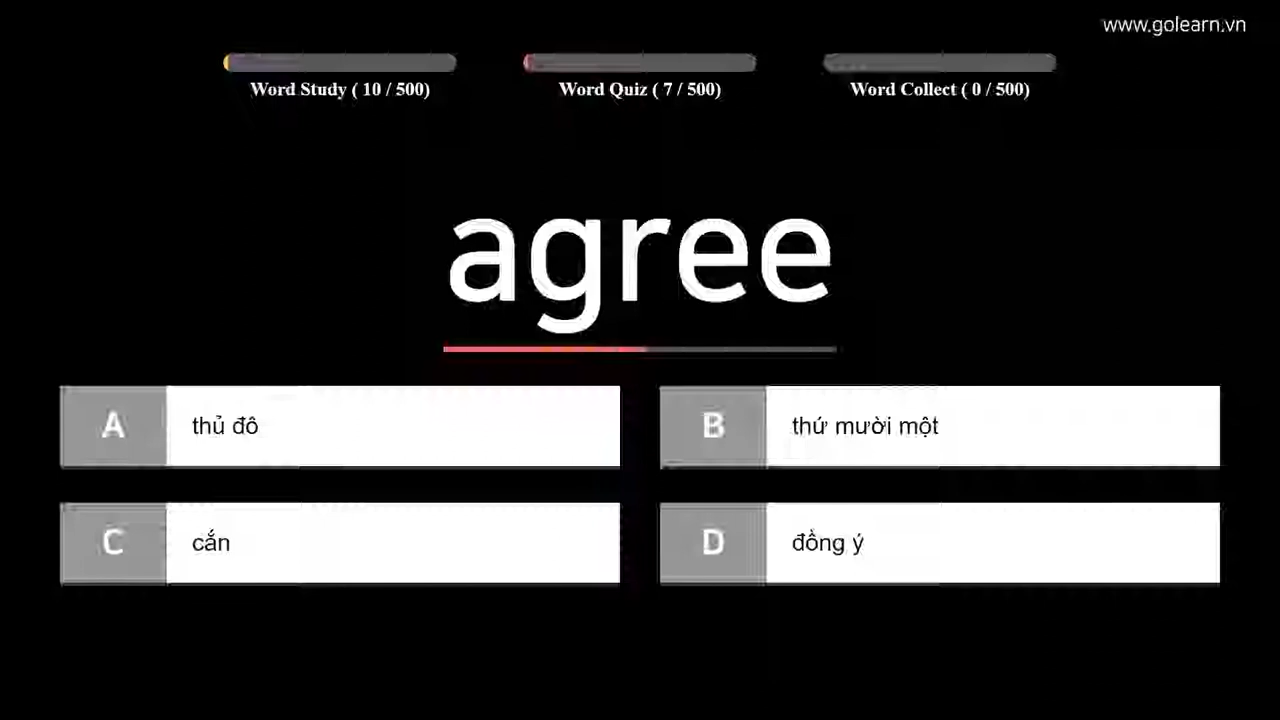 www.golearn.vn
Word Study ( 10 / 500)
Word Quiz ( 7 / 500)
Word Collect ( 0 / 500)
agree
A thủ đô
B thứ mười một
C cắn
D đồng ý